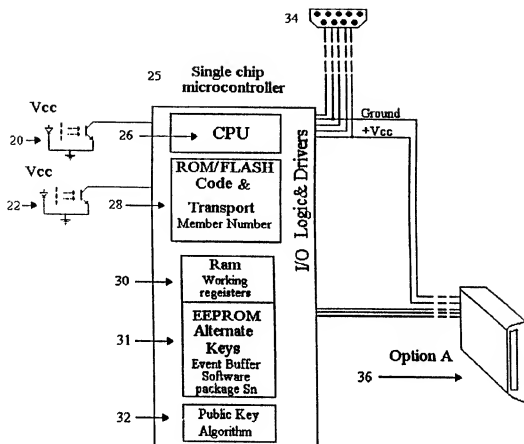 34
25
Single chip
microcontroller
Vcc
20
26
CPU
Ground
+Vcc
Vcc
22
28
ROM/FLASH
Code &
Transport
Member Number
I/O Logic& Drivers
30
Ram
Working
regeisters
31
EEPROM
Alternate
Keys
Event Buffer
Software
package Sn
Option A
36
32
Public Key
Algorithm